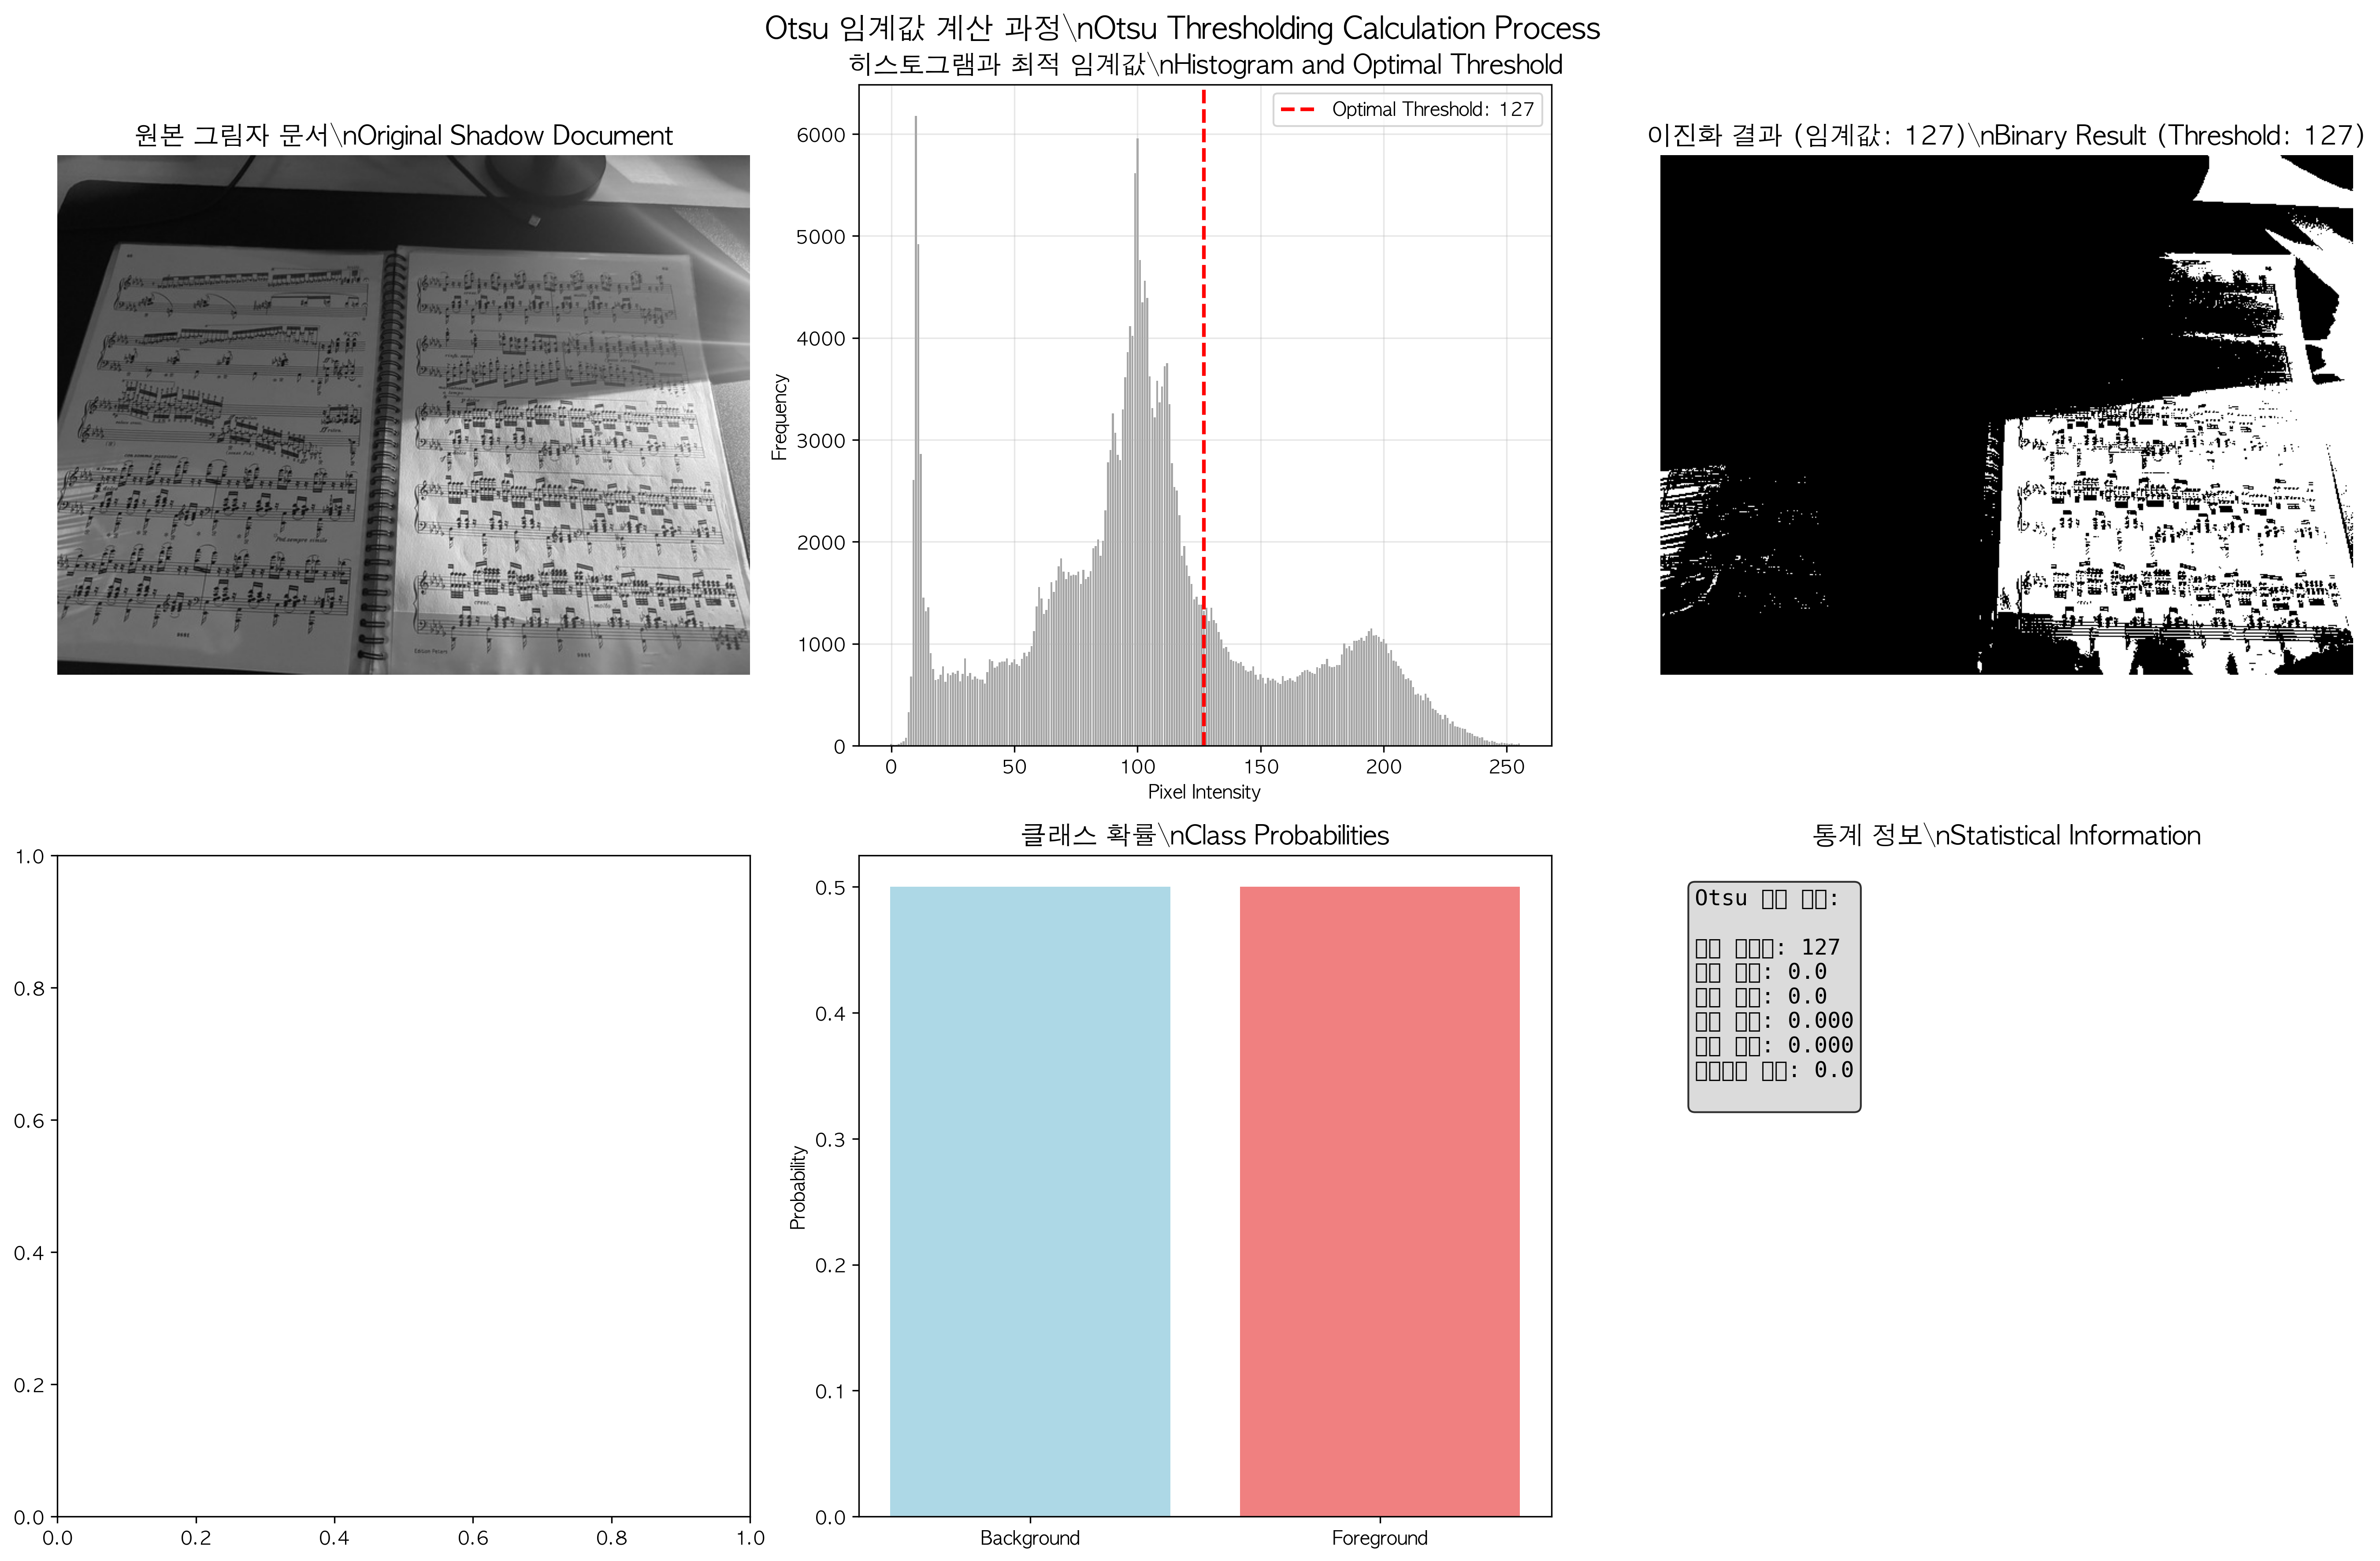 Otsu 임계값 계산 과정\nOtsu Thresholding Calculation Process
원본 그림자 문서\nOriginal Shadow Document
히스토그램과 최적 임계값\nHistogram and Optimal Threshold
Optimal Threshold: 127
Frequency
6000
5000
4000
3000
2000
1000
0
0 50 100 150 200 250
Pixel Intensity
이진화 결과 (임계값: 127)\nBinary Result (Threshold: 127)
1.0
0.8
0.6
0.4
0.2
0.0
0.0 0.2 0.4 0.6 0.8 1.0
클래스 확률\nClass Probabilities
Probability
0.5
0.4
0.3
0.2
0.1
0.0
Background Foreground
통계 정보\nStatistical Information
Otsu □□ □□:
□□ □□□: 127
□□ □□: 0.0
□□ □□: 0.0
□□ □□: 0.000
□□ □□: 0.000
□□□□ □□: 0.0